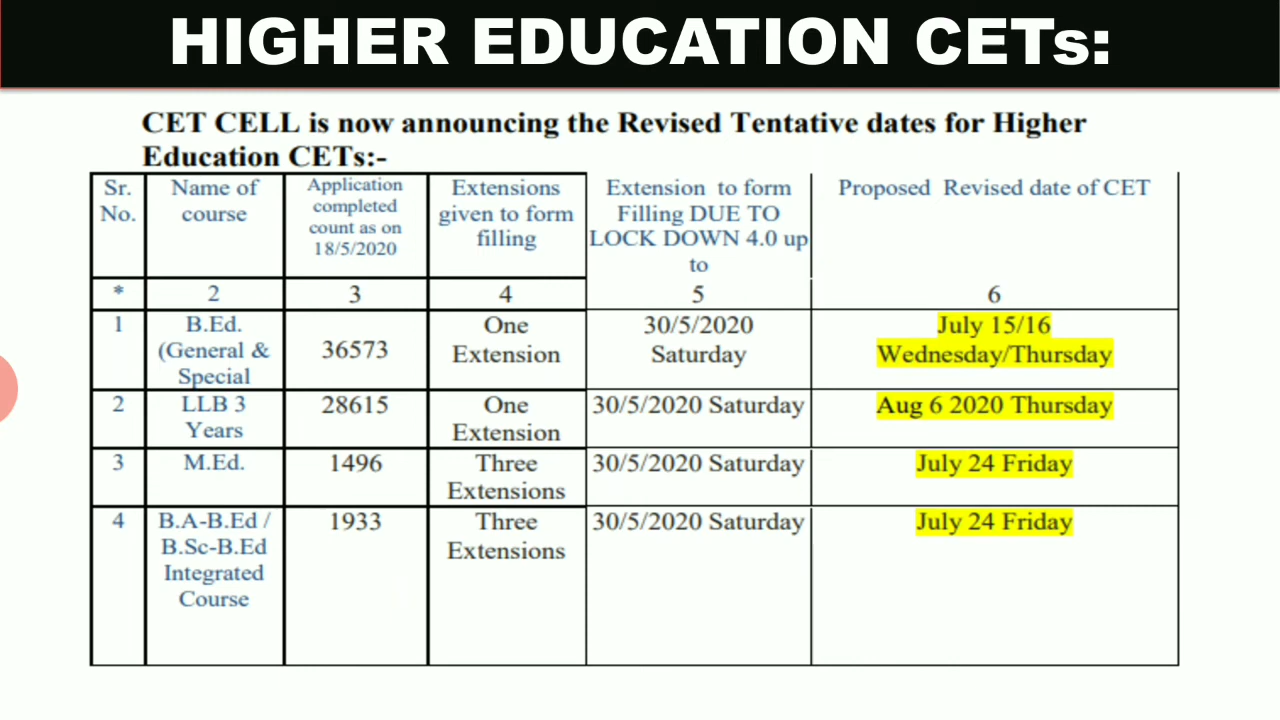 HIGHER EDUCATION CETs:
CET CELL is now announcing the Revised Tentative dates for Higher
Education CETs:-
Sr. No.
Name of course
Application completed count as on 18/5/2020
Extensions given to form filling
Extension to form Filling DUE TO LOCK DOWN 4.0 up to
Proposed Revised date of CET
* 2 3 4 5 6
1
B.Ed. (General & Special
36573
One Extension
30/5/2020 Saturday
July 15/16 Wednesday/Thursday
2
LLB 3 Years
28615
One Extension
30/5/2020 Saturday
Aug 6 2020 Thursday
3
M.Ed.
1496
Three Extensions
30/5/2020 Saturday
July 24 Friday
4
B.A-B.Ed / B.Sc-B.Ed Integrated Course
1933
Three Extensions
30/5/2020 Saturday
July 24 Friday